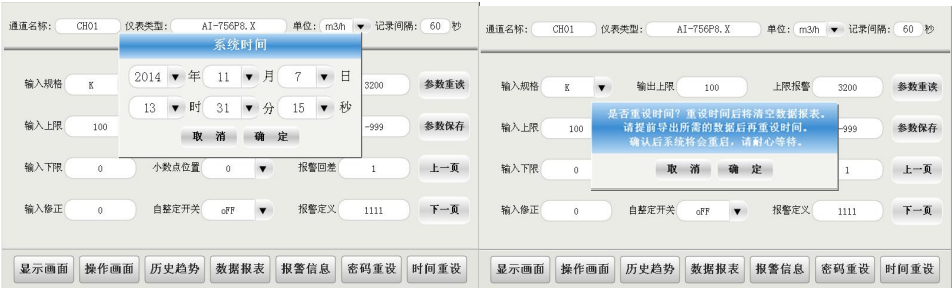 通道名称: CH01 仪表类型: AI-756P8.X 单位: m3/h ▼ 记录间隔: 60 秒
系统时间
2014 ▼ 年 11 ▼ 月 7 ▼ 日
输入规格 K 3200 参数重读
13 ▼ 时 31 ▼ 分 15 ▼ 秒
输入上限 100 -999 参数保存
取 消 确 定
输入下限 0 小数点位置 0 ▼ 报警回差 1 上一页
输入修正 0 自整定开关 oFF ▼ 报警定义 1111 下一页
显示画面 操作画面 历史趋势 数据报表 报警信息 密码重设 时间重设
通道名称: CH01 仪表类型: AI-756P8.X 单位: m3/h ▼ 记录间隔: 60 秒
输入规格 K ▼ 输出上限 100 上限报警 3200 参数重读
是否重设时间?重设时间后将清空数据报表。
请提前导出所需的数据后再重设时间。
确认后系统将会重启,请耐心等待。
输入上限 100 -999 参数保存
取 消 确 定
输入下限 0 1 上一页
输入修正 0 自整定开关 oFF ▼ 报警定义 1111 下一页
显示画面 操作画面 历史趋势 数据报表 报警信息 密码重设 时间重设